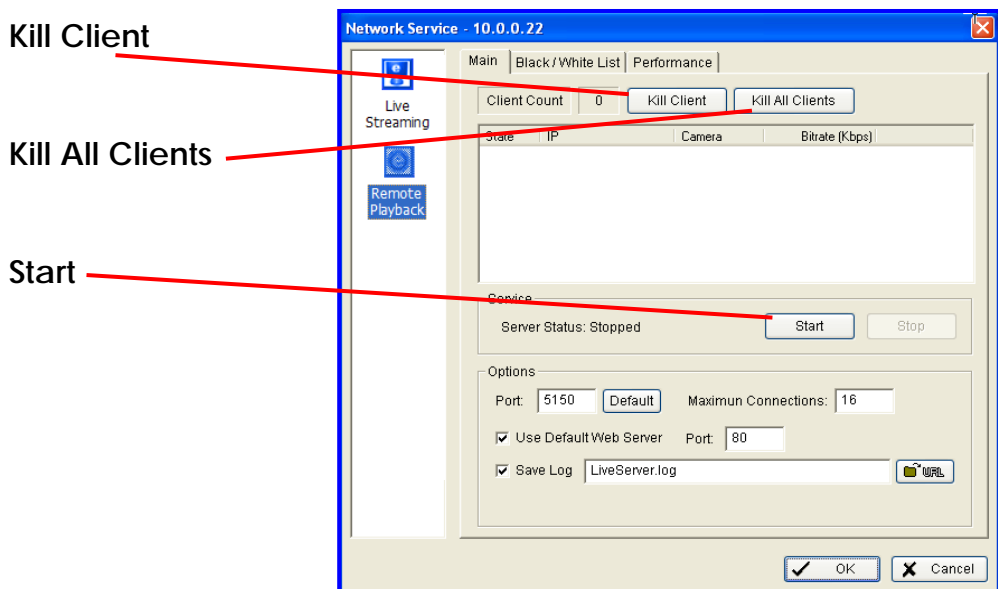 Kill Client
Kill All Clients
Start
Network Service - 10.0.0.22
Live
Streaming
Remote
Playback
Main Black / White List Performance
Client Count 0 Kill Client Kill All Clients
State IP Camera Bitrate (Kbps)
Service
Server Status: Stopped Start Stop
Options
Port: 5150 Default Maximun Connections: 16
Use Default Web Server Port: 80
Save Log LiveServer.log URL
OK Cancel